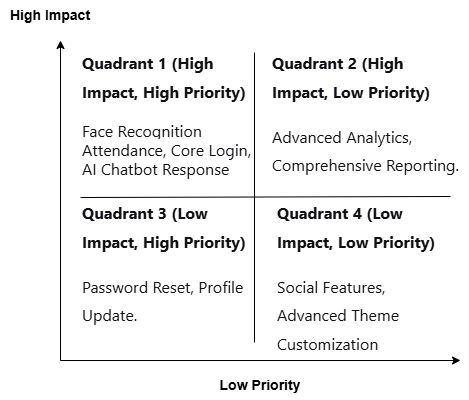 High Impact
Quadrant 1 (High
Impact, High Priority)
Face Recognition
Attendance, Core Login,
AI Chatbot Response
Quadrant 2 (High
Impact, Low Priority)
Advanced Analytics,
Comprehensive Reporting.
Quadrant 3 (Low
Impact, High Priority)
Password Reset, Profile
Update.
Quadrant 4 (Low
Impact, Low Priority)
Social Features,
Advanced Theme
Customization
Low Priority